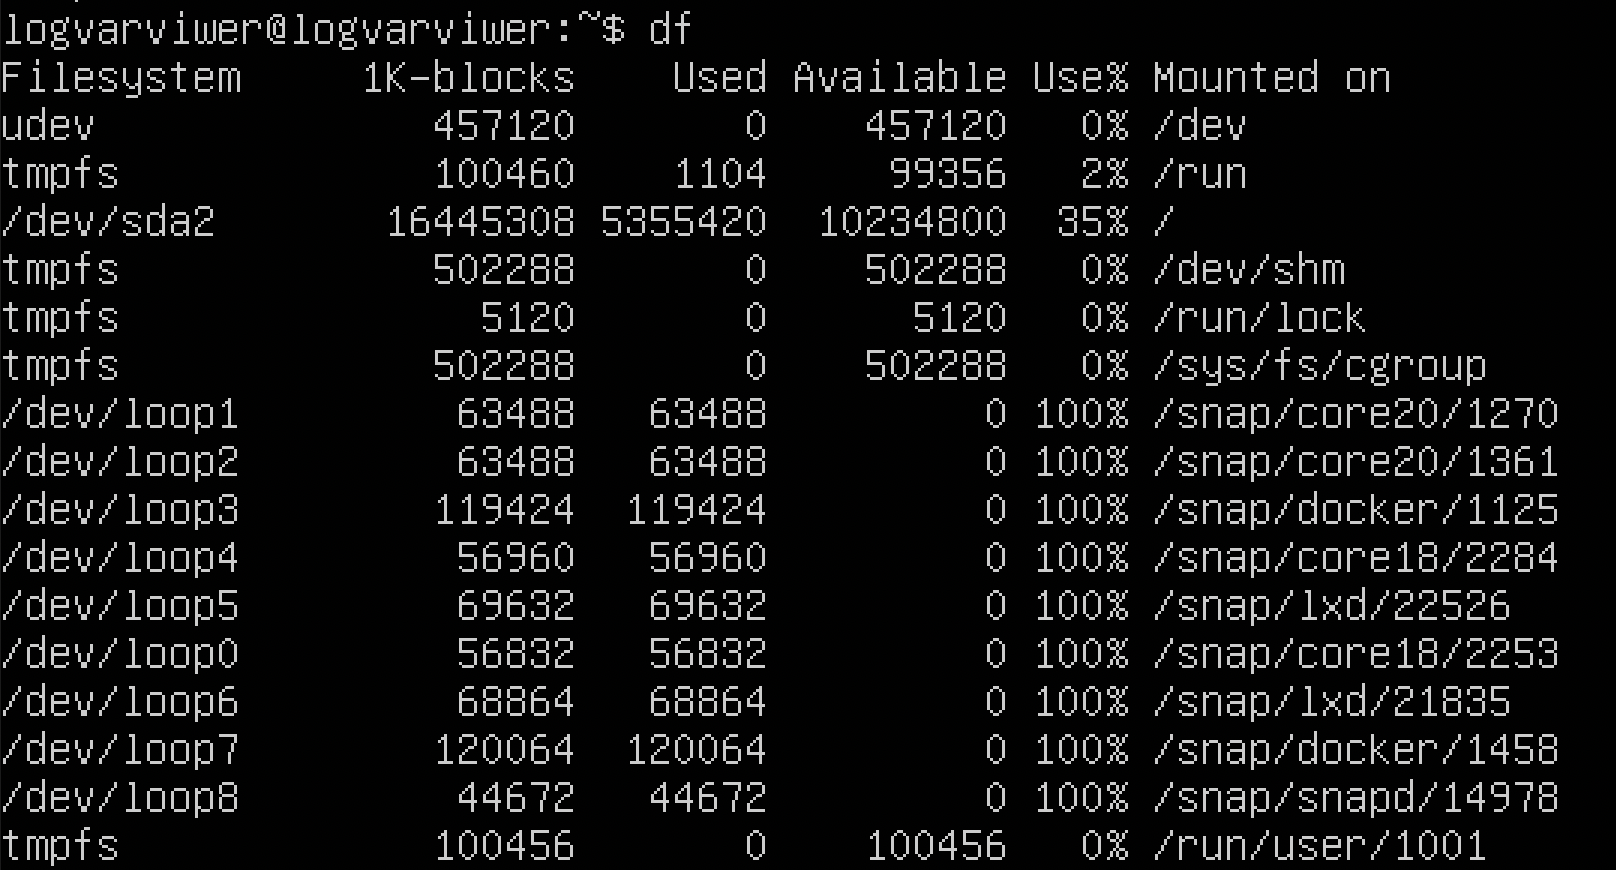 logvarviwer@logvarviwer:~$ df
Filesystem     1K-blocks    Used Available Use% Mounted on
udev              457120       0    457120   0% /dev
tmpfs             100460    1104     99356   2% /run
/dev/sda2       16445308 5355420  10234800  35% /
tmpfs             502288       0    502288   0% /dev/shm
tmpfs               5120       0      5120   0% /run/lock
tmpfs             502288       0    502288   0% /sys/fs/cgroup
/dev/loop1         63488   63488         0 100% /snap/core20/1270
/dev/loop2         63488   63488         0 100% /snap/core20/1361
/dev/loop3        119424  119424         0 100% /snap/docker/1125
/dev/loop4         56960   56960         0 100% /snap/core18/2284
/dev/loop5         69632   69632         0 100% /snap/lxd/22526
/dev/loop0         56832   56832         0 100% /snap/core18/2253
/dev/loop6         68864   68864         0 100% /snap/lxd/21835
/dev/loop7        120064  120064         0 100% /snap/docker/1458
/dev/loop8         44672   44672         0 100% /snap/snapd/14978
tmpfs             100456       0    100456   0% /run/user/1001